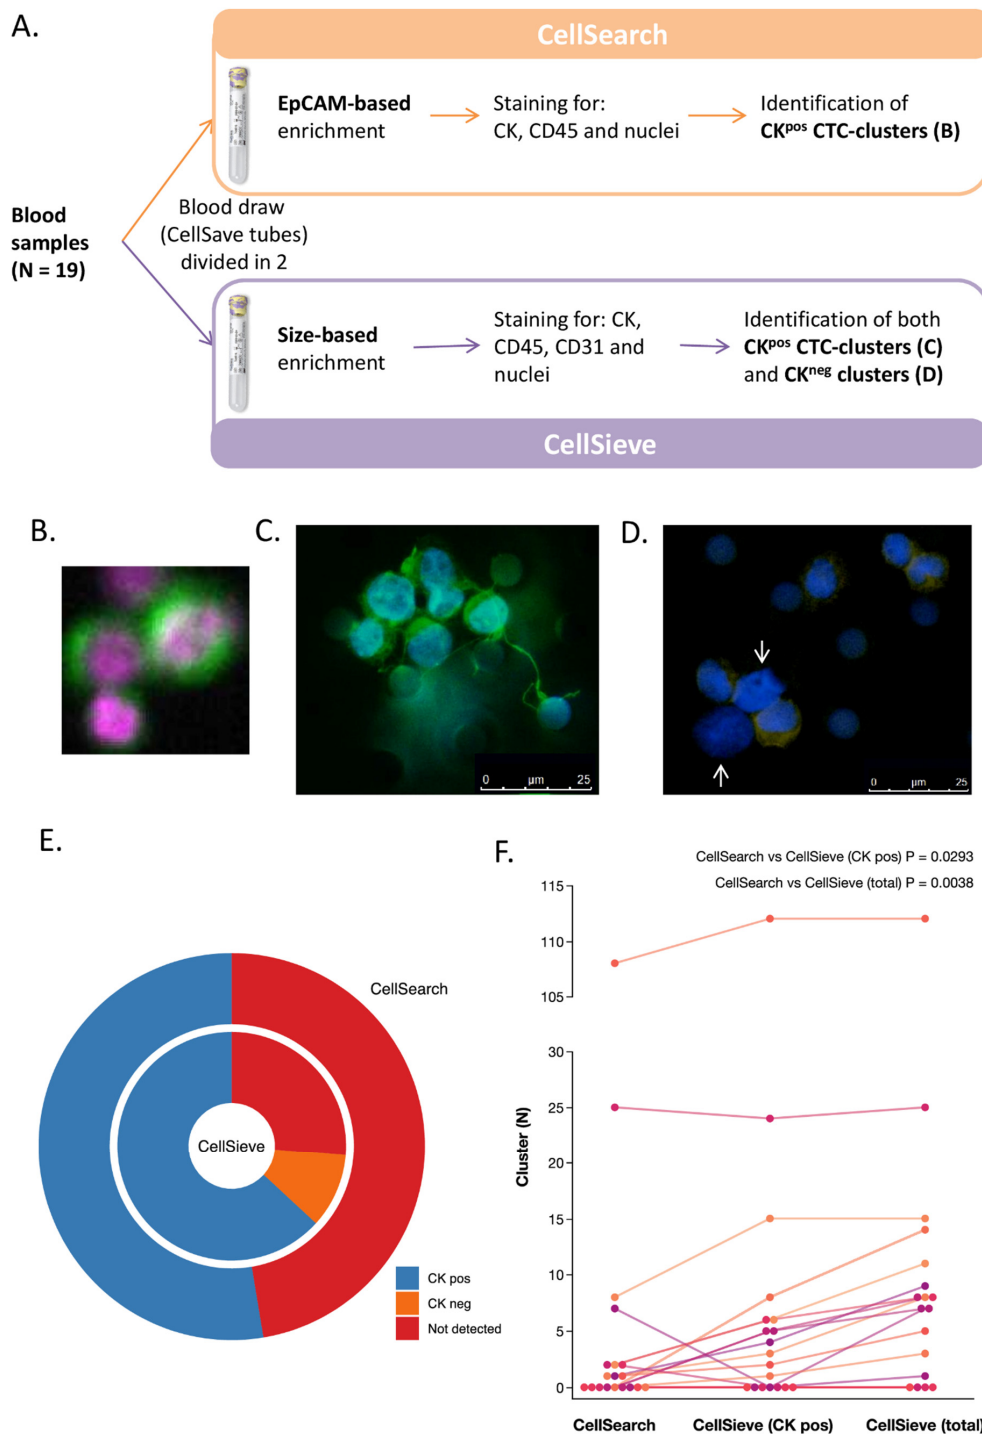 A.
CellSearch
EpCAM-based
enrichment
Staining for:
CK, CD45 and nuclei
Identification of
CKᵖᵒˢ CTC-clusters (B)
Blood
samples
(N = 19)
Blood draw
(CellSave tubes)
divided in 2
Size-based
enrichment
Staining for: CK,
CD45, CD31 and
nuclei
Identification of both
CKᵖᵒˢ CTC-clusters (C)
and CKⁿᵉᵍ clusters (D)
CellSieve
B.
C.
0 µm 25
D.
0 µm 25
E.
CellSearch
CellSieve
CK pos
CK neg
Not detected
F.
CellSearch vs CellSieve (CK pos) P = 0.0293
CellSearch vs CellSieve (total) P = 0.0038
115
110
105
30
25
20
15
10
5
0
Cluster (N)
CellSearch CellSieve (CK pos) CellSieve (total)